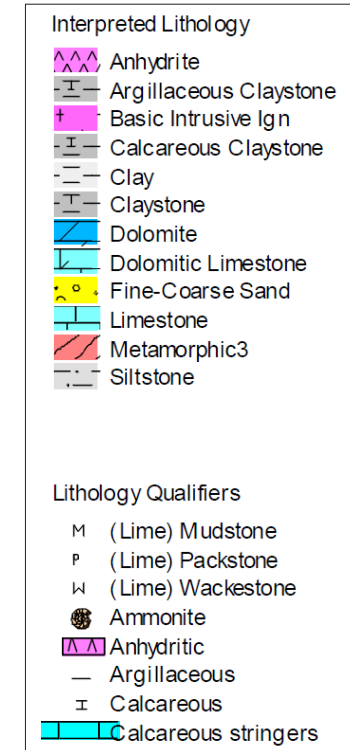 Interpreted Lithology
Anhydrite
Argillaceous Claystone
Basic Intrusive Ign
Calcareous Claystone
Clay
Claystone
Dolomite
Dolomitic Limestone
Fine-Coarse Sand
Limestone
Metamorphic3
Siltstone
Lithology Qualifiers
M (Lime) Mudstone
P (Lime) Packstone
W (Lime) Wackestone
Ammonite
Anhydritic
Argillaceous
Calcareous
Calcareous stringers